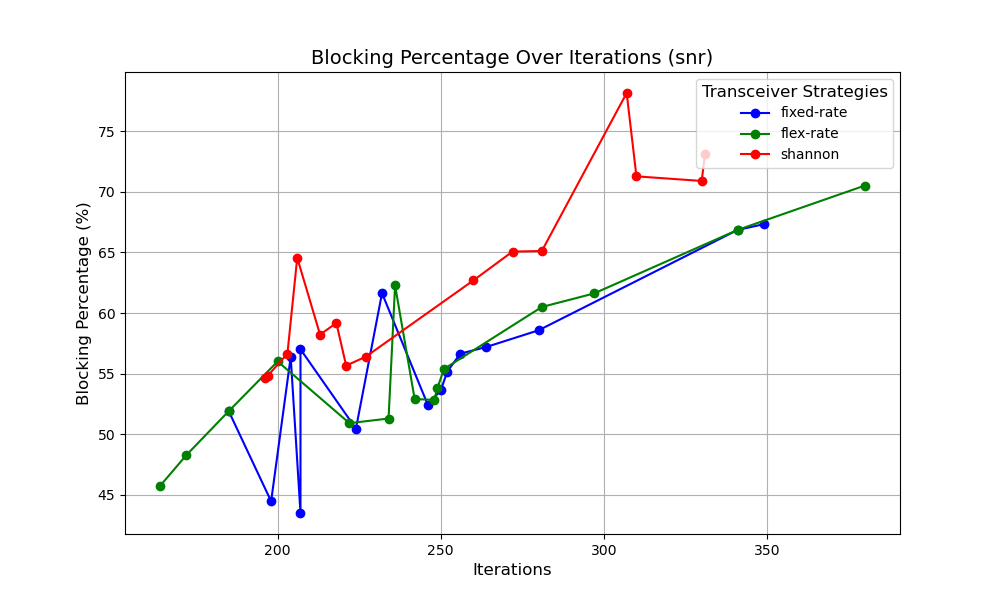 Blocking Percentage Over Iterations (snr)
Transceiver Strategies
fixed-rate
flex-rate
shannon
Blocking Percentage (%)
75
70
65
60
55
50
45
200 250 300 350
Iterations